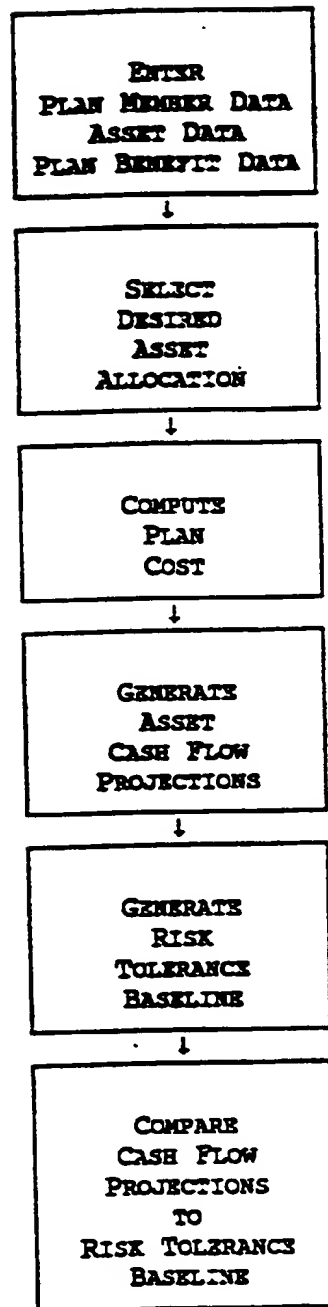 ENTER
PLAN MEMBER DATA
ASSET DATA
PLAN BENEFIT DATA
↓
SELECT
DESIRED
ASSET
ALLOCATION
↓
COMPUTE
PLAN
COST
↓
GENERATE
ASSET
CASH FLOW
PROJECTIONS
↓
GENERATE
RISK
TOLERANCE
BASELINE
↓
COMPARE
CASH FLOW
PROJECTIONS
TO
RISK TOLERANCE
BASELINE